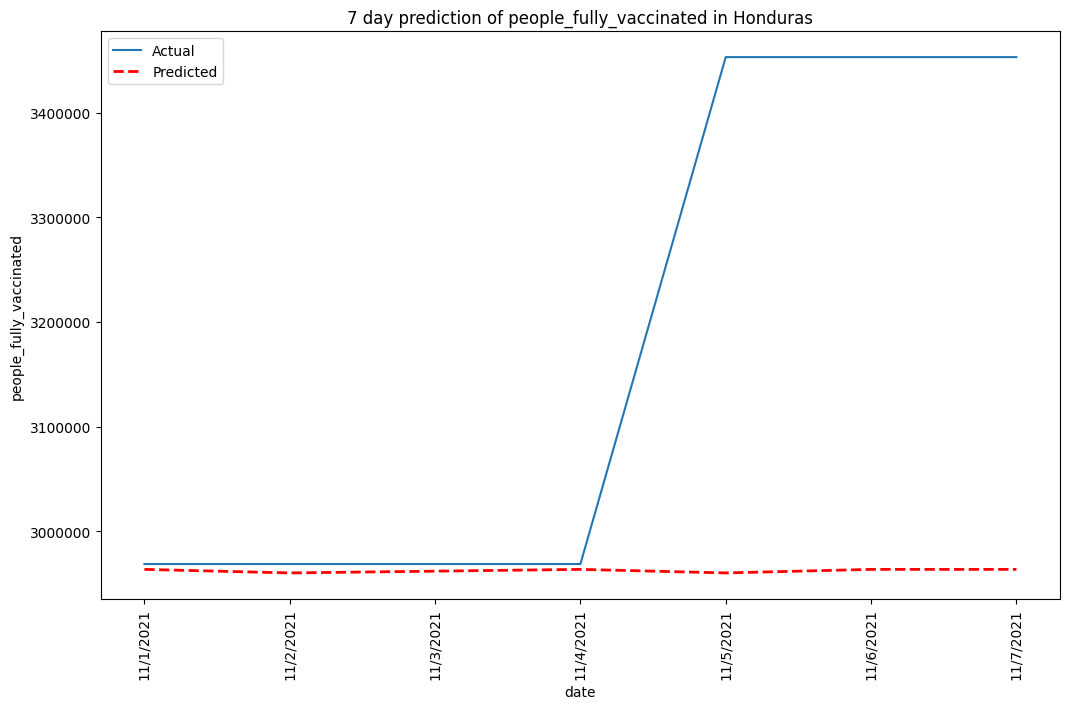 7 day prediction of people_fully_vaccinated in Honduras
Actual
Predicted
3400000
3300000
3200000
3100000
3000000
people_fully_vaccinated
11/1/2021
11/2/2021
11/3/2021
11/4/2021
11/5/2021
11/6/2021
11/7/2021
date